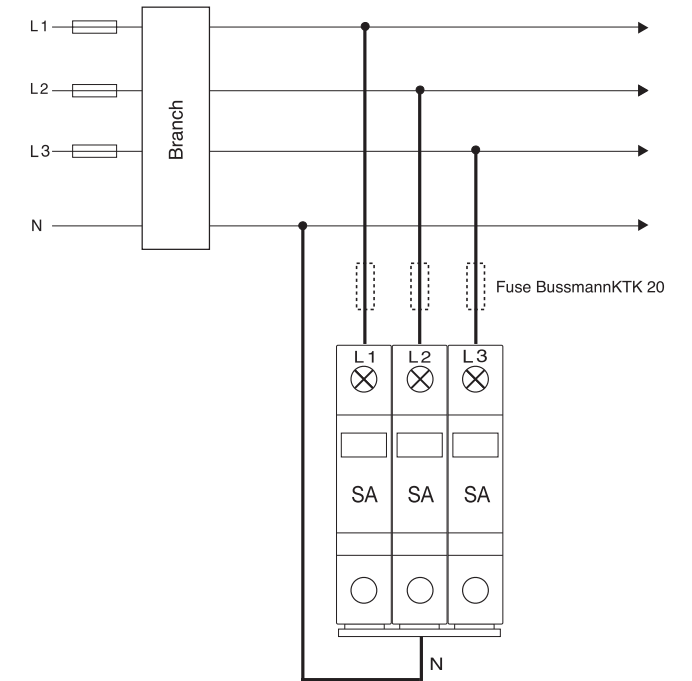 L1
L2
L3
N
Branch
Fuse BussmannKTK 20
L1 L2 L3
SA SA SA
N